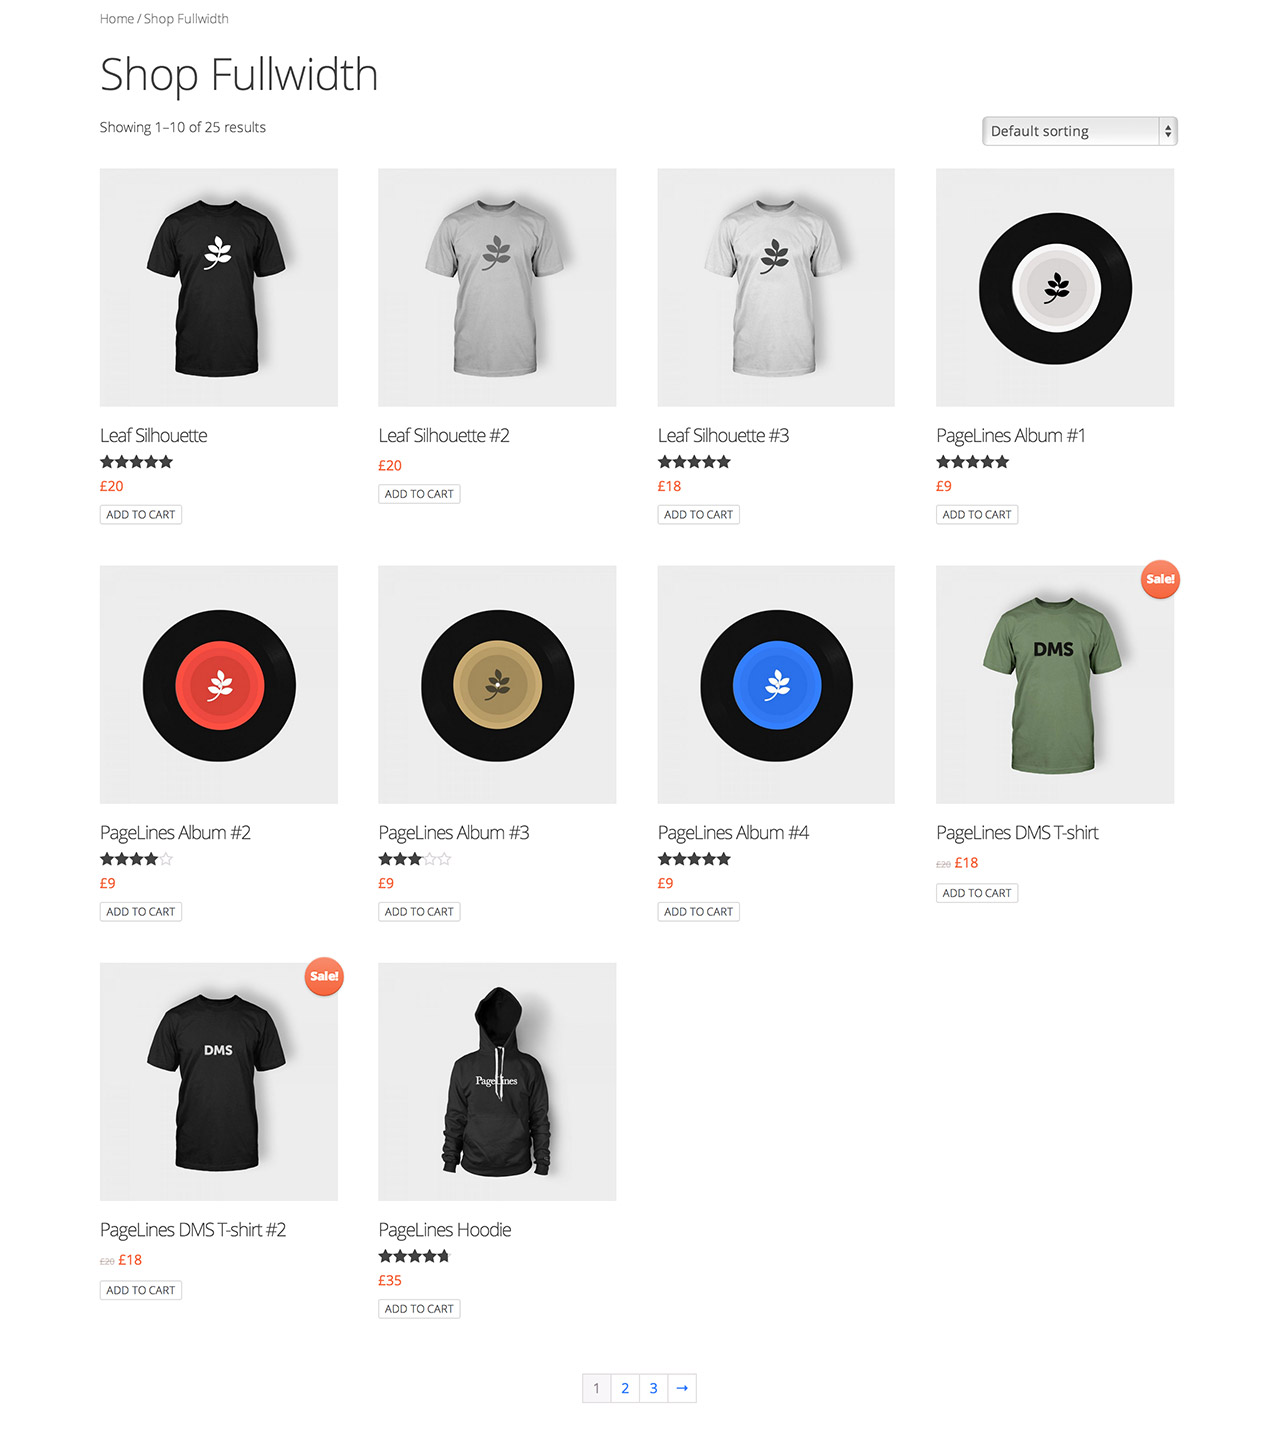 Home / Shop Fullwidth
Shop Fullwidth
Showing 1–10 of 25 results
Default sorting
Leaf Silhouette
£20
ADD TO CART
Leaf Silhouette #2
£20
ADD TO CART
Leaf Silhouette #3
£18
ADD TO CART
PageLines Album #1
£9
ADD TO CART
PageLines Album #2
£9
ADD TO CART
PageLines Album #3
£9
ADD TO CART
PageLines Album #4
£9
ADD TO CART
Sale!
DMS
PageLines DMS T-shirt
£20 £18
ADD TO CART
Sale!
DMS
PageLines DMS T-shirt #2
£20 £18
ADD TO CART
PageLines
PageLines Hoodie
£35
ADD TO CART
1 2 3 →